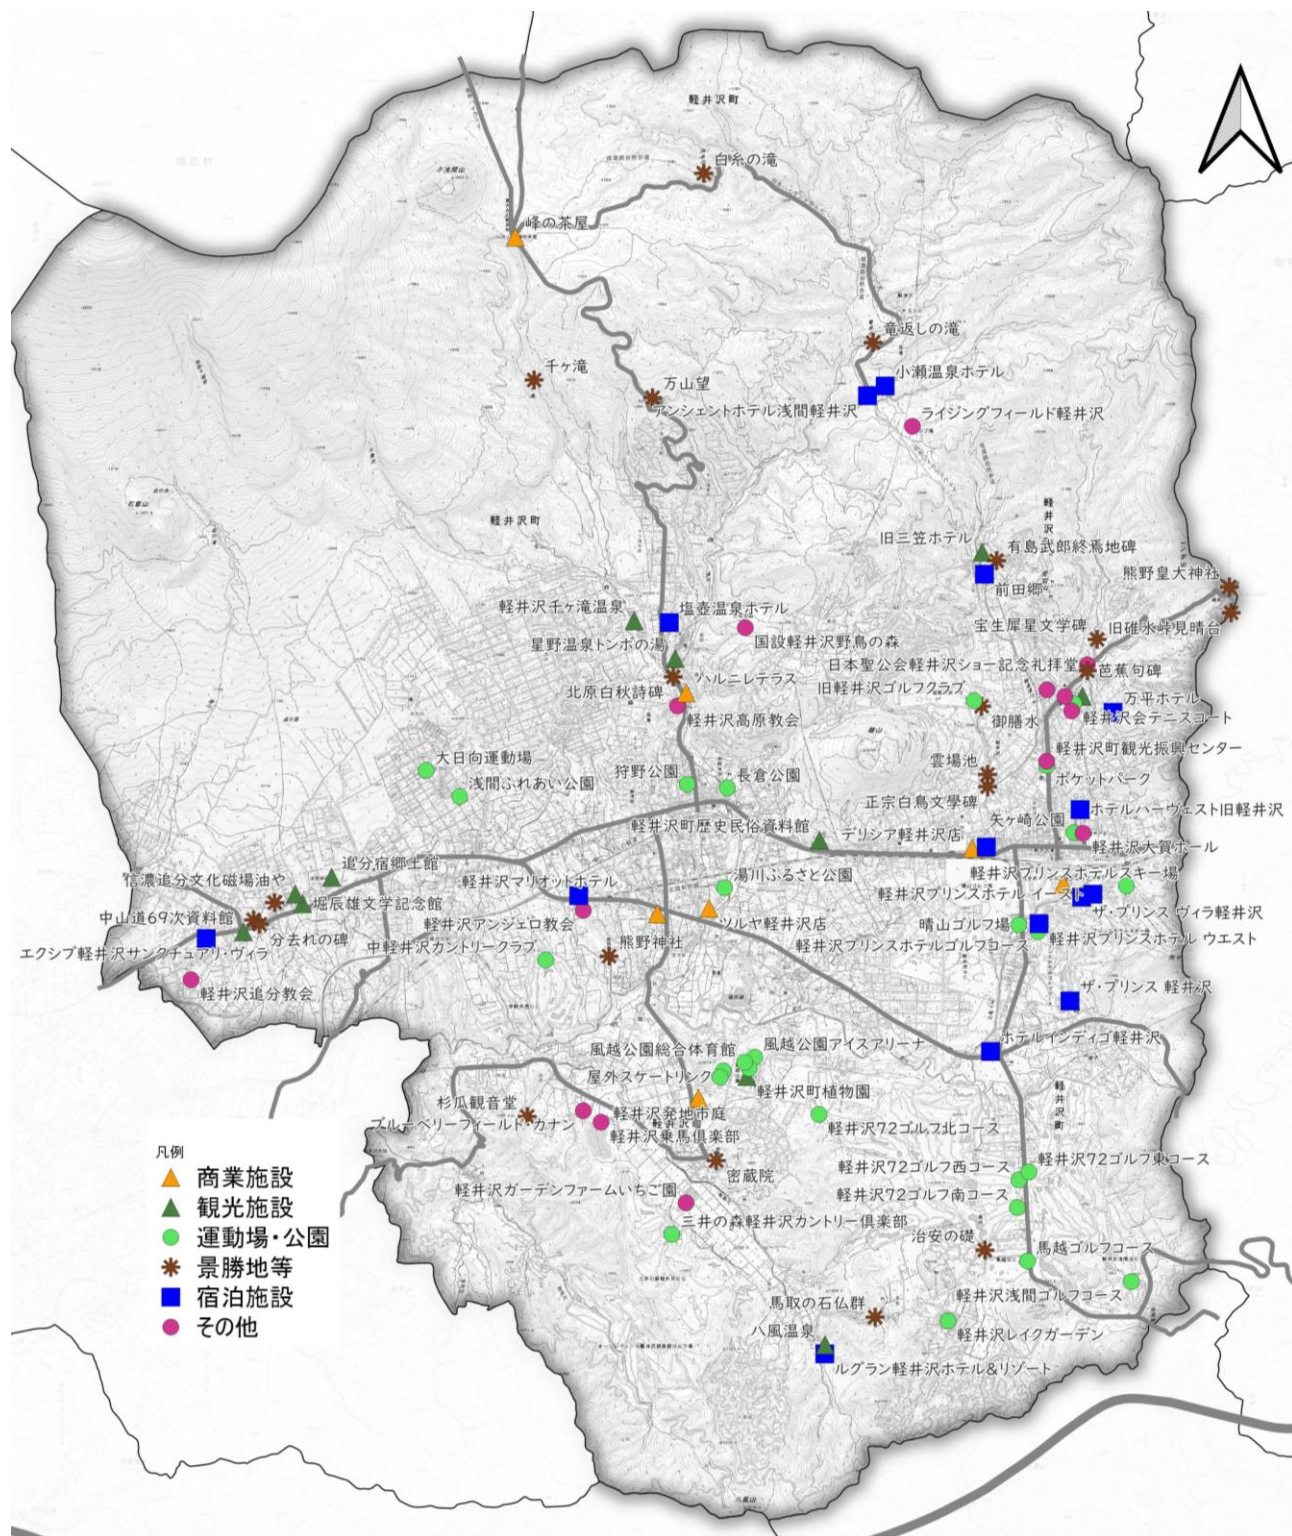 軽井沢町
白糸の滝
小浅間山
峰の茶屋
竜返しの滝
千ヶ滝
万山望
小瀬温泉ホテル
アンシェントホテル浅間軽井沢
ライジングフィールド軽井沢
石尊山
軽井沢町
旧三笠ホテル
有島武郎終焉地碑
前田郷
熊野皇大神社
軽井沢千ヶ滝温泉
塩壺温泉ホテル
星野温泉トンボの湯
国設軽井沢野鳥の森
宝生犀星文学碑
旧碓氷峠見晴台
日本聖公会軽井沢ショー記念礼拝堂
芭蕉句碑
北原白秋詩碑
ハルニレテラス
旧軽井沢ゴルフクラブ
万平ホテル
軽井沢高原教会
御膳水
軽井沢会テニスコート
離山
大日向運動場
狩野公園
長倉公園
雲場池
軽井沢町観光振興センター
浅間ふれあい公園
ポケットパーク
正宗白鳥文學碑
矢ヶ崎公園
ホテルハーヴェスト旧軽井沢
軽井沢町歴史民俗資料館
デリシア軽井沢店
軽井沢大賀ホール
追分宿郷土館
信濃追分文化磁場油や
軽井沢マリオットホテル
湯川ふるさと公園
軽井沢プリンスホテルスキー場
軽井沢プリンスホテル イースト
堀辰雄文学記念館
中山道69次資料館
軽井沢アンジェロ教会
ツルヤ軽井沢店
晴山ゴルフ場
ザ・プリンス ヴィラ軽井沢
分去れの碑
中軽井沢カントリークラブ
熊野神社
軽井沢プリンスホテルゴルフコース
軽井沢プリンスホテル ウエスト
エクシブ軽井沢サンクチュアリ・ヴィラ
軽井沢追分教会
ザ・プリンス 軽井沢
ホテルインディゴ軽井沢
風越公園総合体育館
風越公園アイスアリーナ
屋外スケートリンク
軽井沢町植物園
軽井沢町
杉瓜観音堂
ブルーベリーフィールド・カナン
軽井沢発地市庭
軽井沢乗馬倶楽部
軽井沢72ゴルフ北コース
密蔵院
軽井沢72ゴルフ西コース
軽井沢72ゴルフ東コース
軽井沢ガーデンファームいちご園
軽井沢72ゴルフ南コース
三井の森軽井沢カントリー倶楽部
治安の礎
馬越ゴルフコース
軽井沢浅間ゴルフコース
馬取の石仏群
八風温泉
軽井沢レイクガーデン
ルグラン軽井沢ホテル&リゾート
八風山
凡例
商業施設
観光施設
運動場・公園
景勝地等
宿泊施設
その他